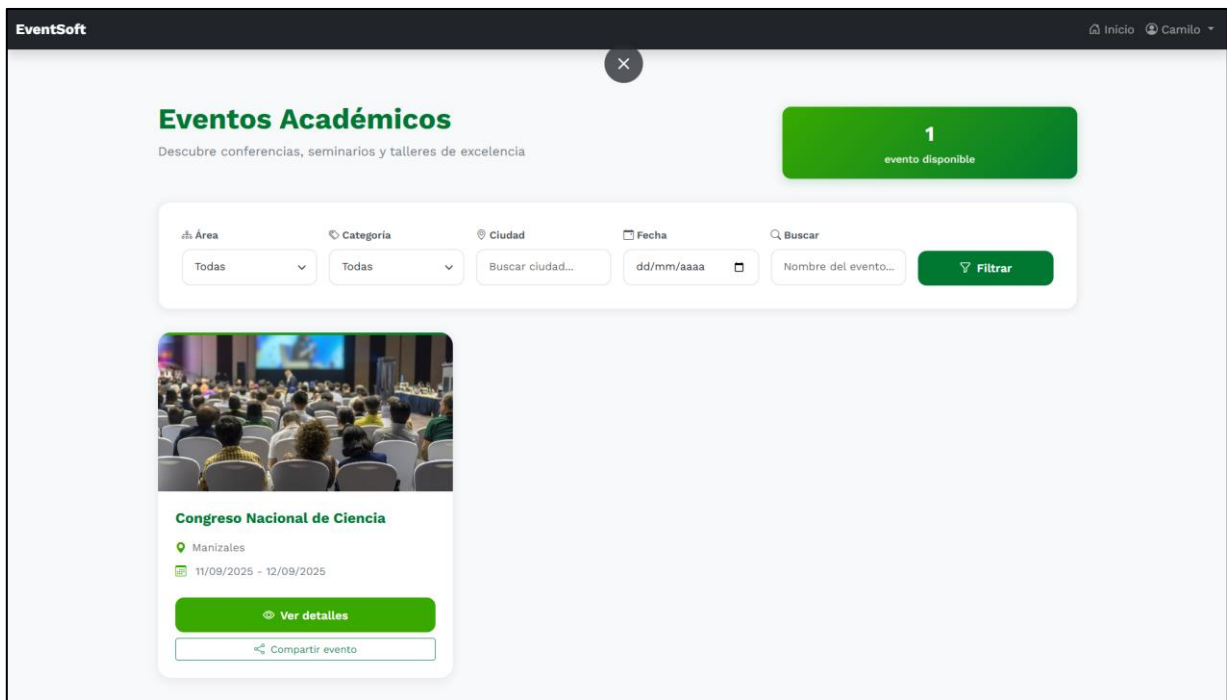 EventSoft
Inicio Camilo
Eventos Académicos
Descubre conferencias, seminarios y talleres de excelencia
1
evento disponible
Área
Categoría
Ciudad
Fecha
Buscar
Todas
Todas
Buscar ciudad...
dd/mm/aaaa
Nombre del evento...
Filtrar
Congreso Nacional de Ciencia
Manizales
11/09/2025 - 12/09/2025
Ver detalles
Compartir evento